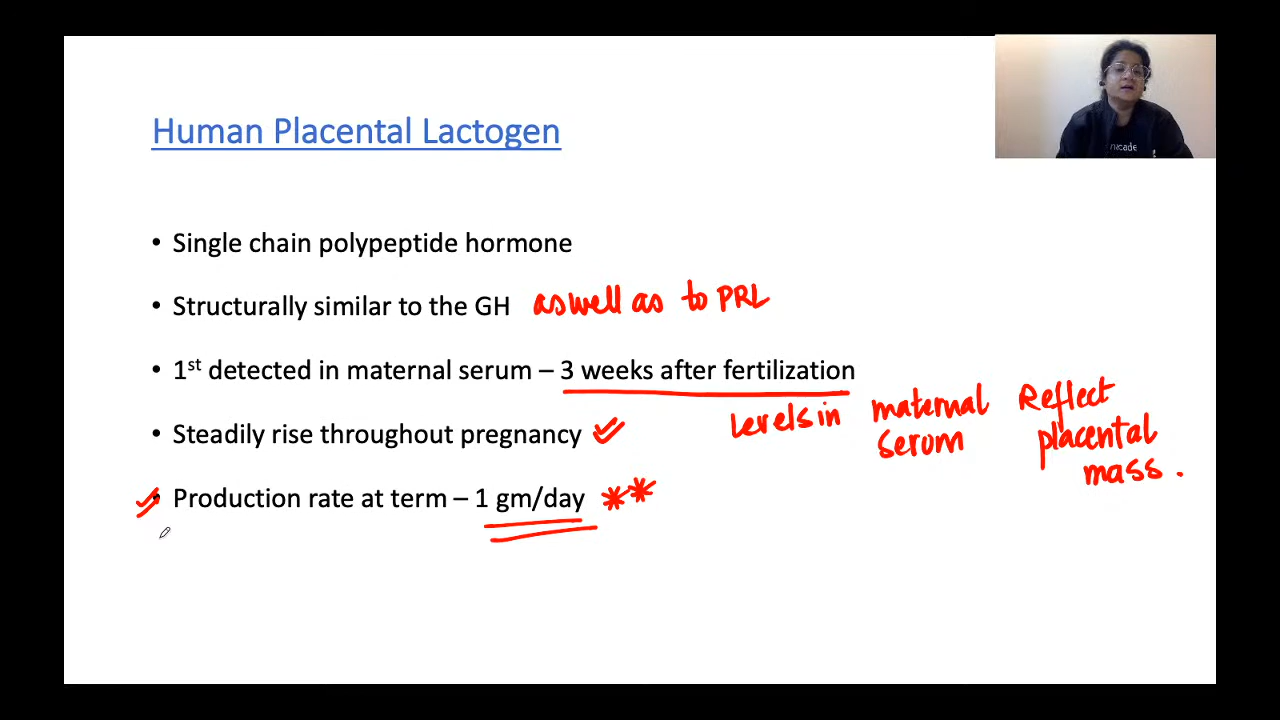 Human Placental Lactogen
• Single chain polypeptide hormone
• Structurally similar to the GH as well as to PRL
• 1st detected in maternal serum – 3 weeks after fertilization
• Steadily rise throughout pregnancy
Levels in maternal serum Reflect placental mass.
• Production rate at term – 1 gm/day **